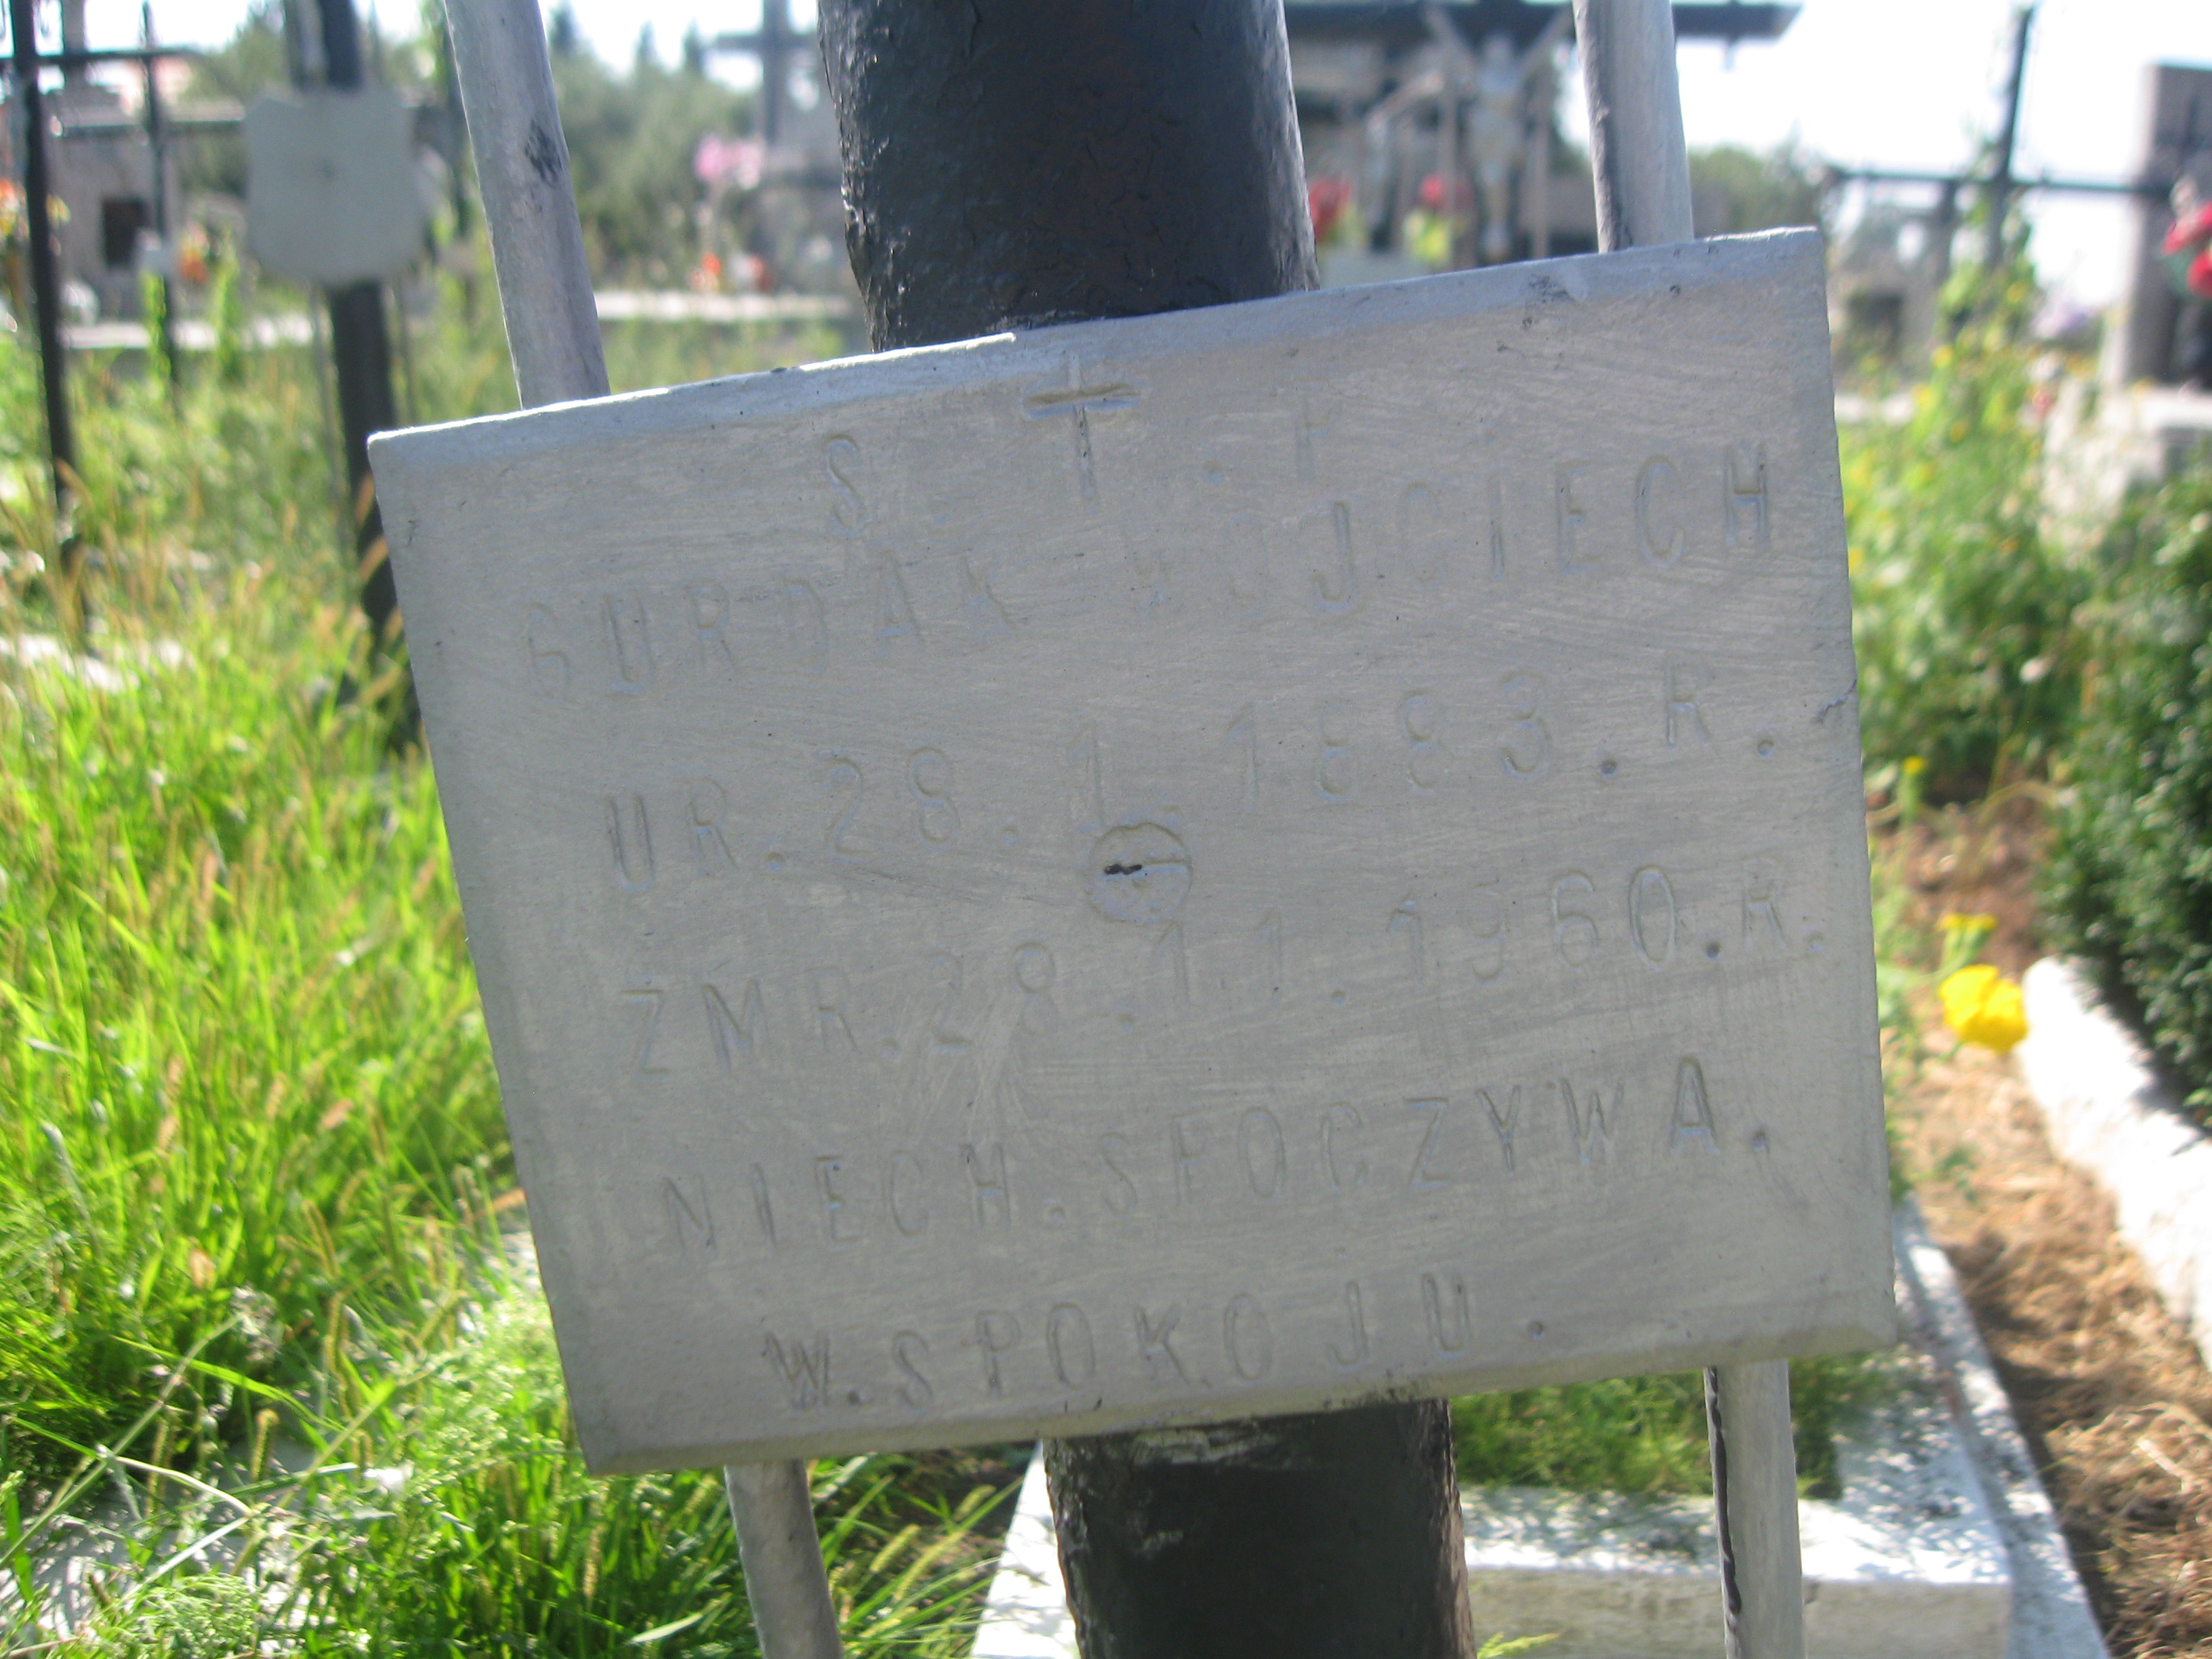 S. † . P
GURDAK WOJCIECH
UR. 28. 1. 1883. R.
ZMR. 28. 11. 1960. R.
NIECH. SPOCZYWA.
W. SPOKOJU.